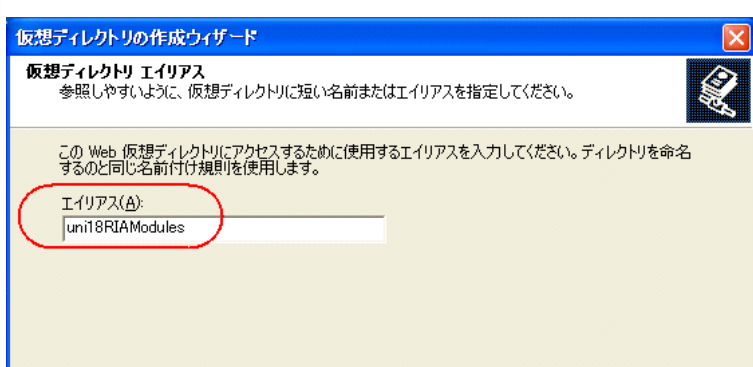 仮想ディレクトリの作成ウィザード
仮想ディレクトリ エイリアス
参照しやすいように、仮想ディレクトリに短い名前またはエイリアスを指定してください。
この Web 仮想ディレクトリにアクセスするために使用するエイリアスを入力してください。ディレクトリを命名
するのと同じ名前付け規則を使用します。
エイリアス(A):
uni18RIAModules